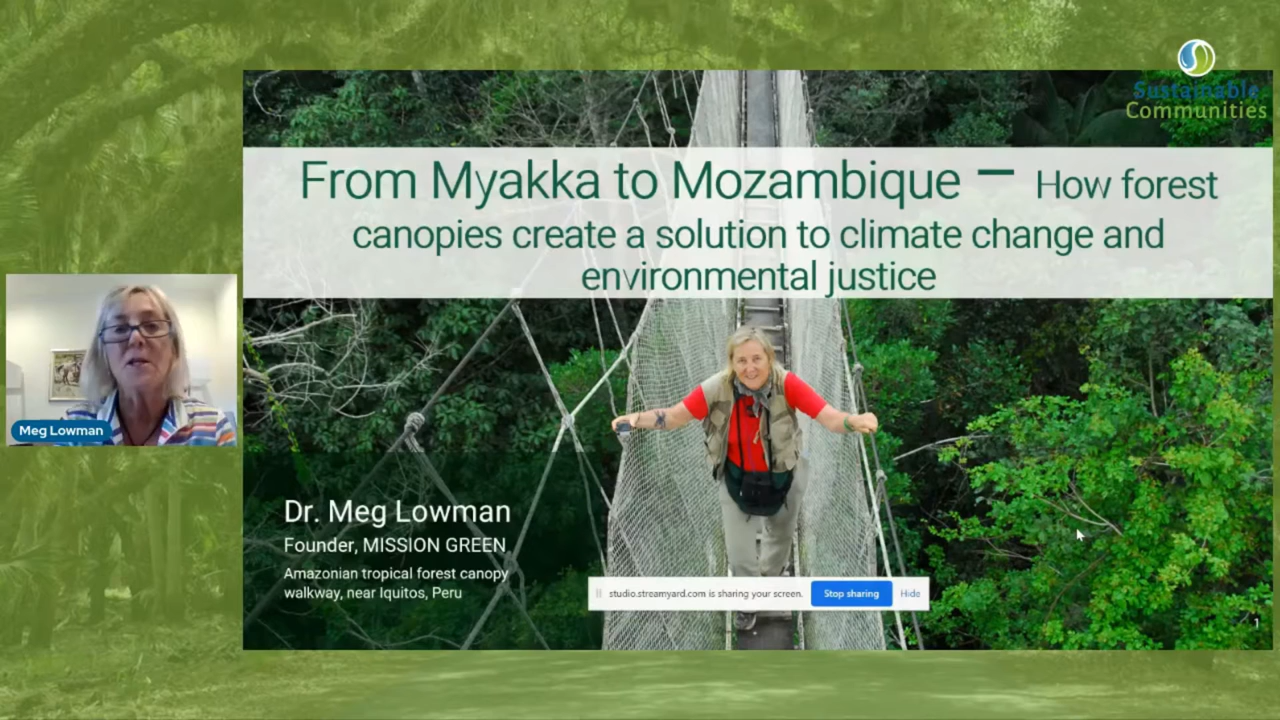 Sustainable
Communities
From Myakka to Mozambique – How forest
canopies create a solution to climate change and
environmental justice
Meg Lowman
Dr. Meg Lowman
Founder, MISSION GREEN
Amazonian tropical forest canopy
walkway, near Iquitos, Peru
studio.streamyard.com is sharing your screen. Stop sharing Hide
1